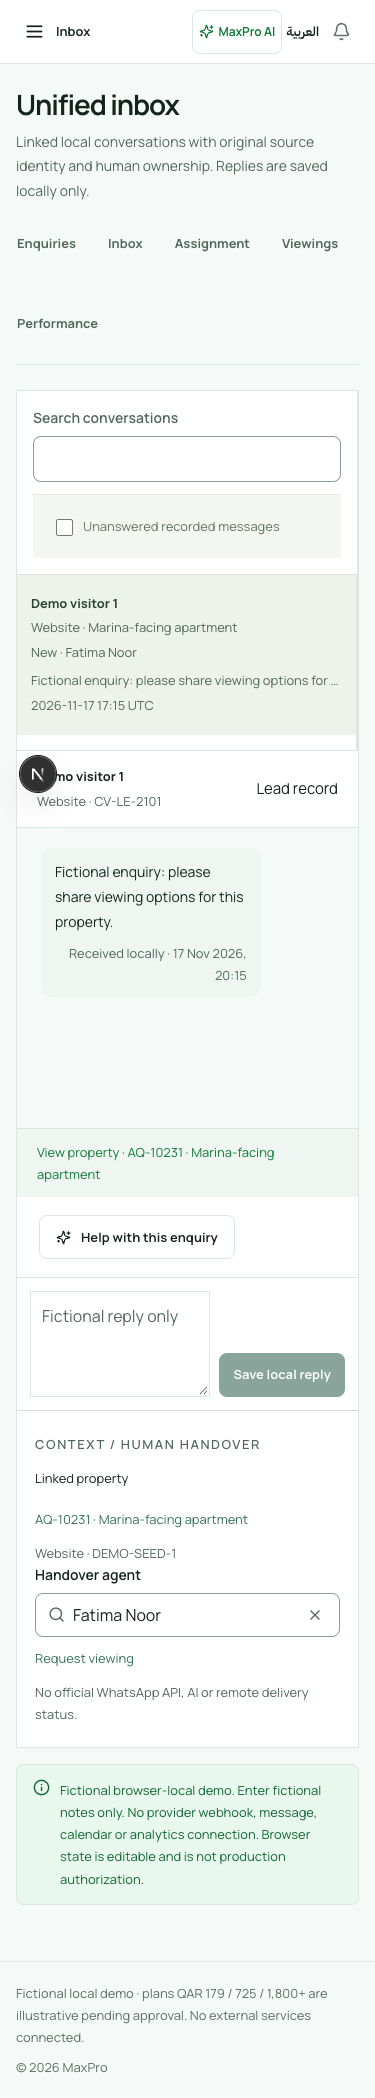 Inbox
MaxPro AI
العربية
Unified inbox
Linked local conversations with original source
identity and human ownership. Replies are saved
locally only.
Enquiries Inbox Assignment Viewings
Performance
Search conversations
Unanswered recorded messages
Demo visitor 1
Website · Marina-facing apartment
New · Fatima Noor
Fictional enquiry: please share viewing options for ...
2026-11-17 17:15 UTC
N
mo visitor 1
Website · CV-LE-2101
Lead record
Fictional enquiry: please
share viewing options for this
property.
Received locally · 17 Nov 2026,
20:15
View property · AQ-10231 · Marina-facing
apartment
Help with this enquiry
Fictional reply only
Save local reply
CONTEXT / HUMAN HANDOVER
Linked property
AQ-10231 · Marina-facing apartment
Website · DEMO-SEED-1
Handover agent
Fatima Noor
Request viewing
No official WhatsApp API, AI or remote delivery
status.
Fictional browser-local demo. Enter fictional
notes only. No provider webhook, message,
calendar or analytics connection. Browser
state is editable and is not production
authorization.
Fictional local demo · plans QAR 179 / 725 / 1,800+ are
illustrative pending approval. No external services
connected.
© 2026 MaxPro